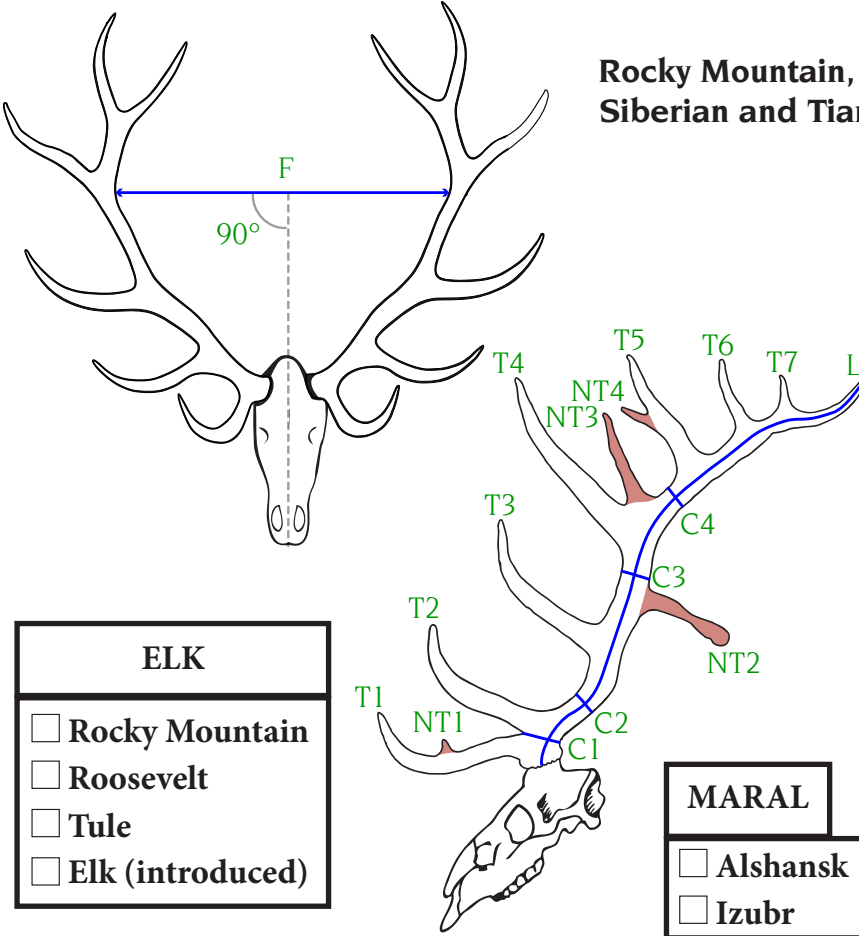 Rocky Mountain,
Siberian and
F
90°
T5
T6
T7
L
T4
NT4
NT3
C4
T3
C3
T2
NT2
T1
NT1
C2
C1
ELK
Rocky Mountain
Roosevelt
Tule
Elk (introduced)
MARAL
Alshansk
Izubr